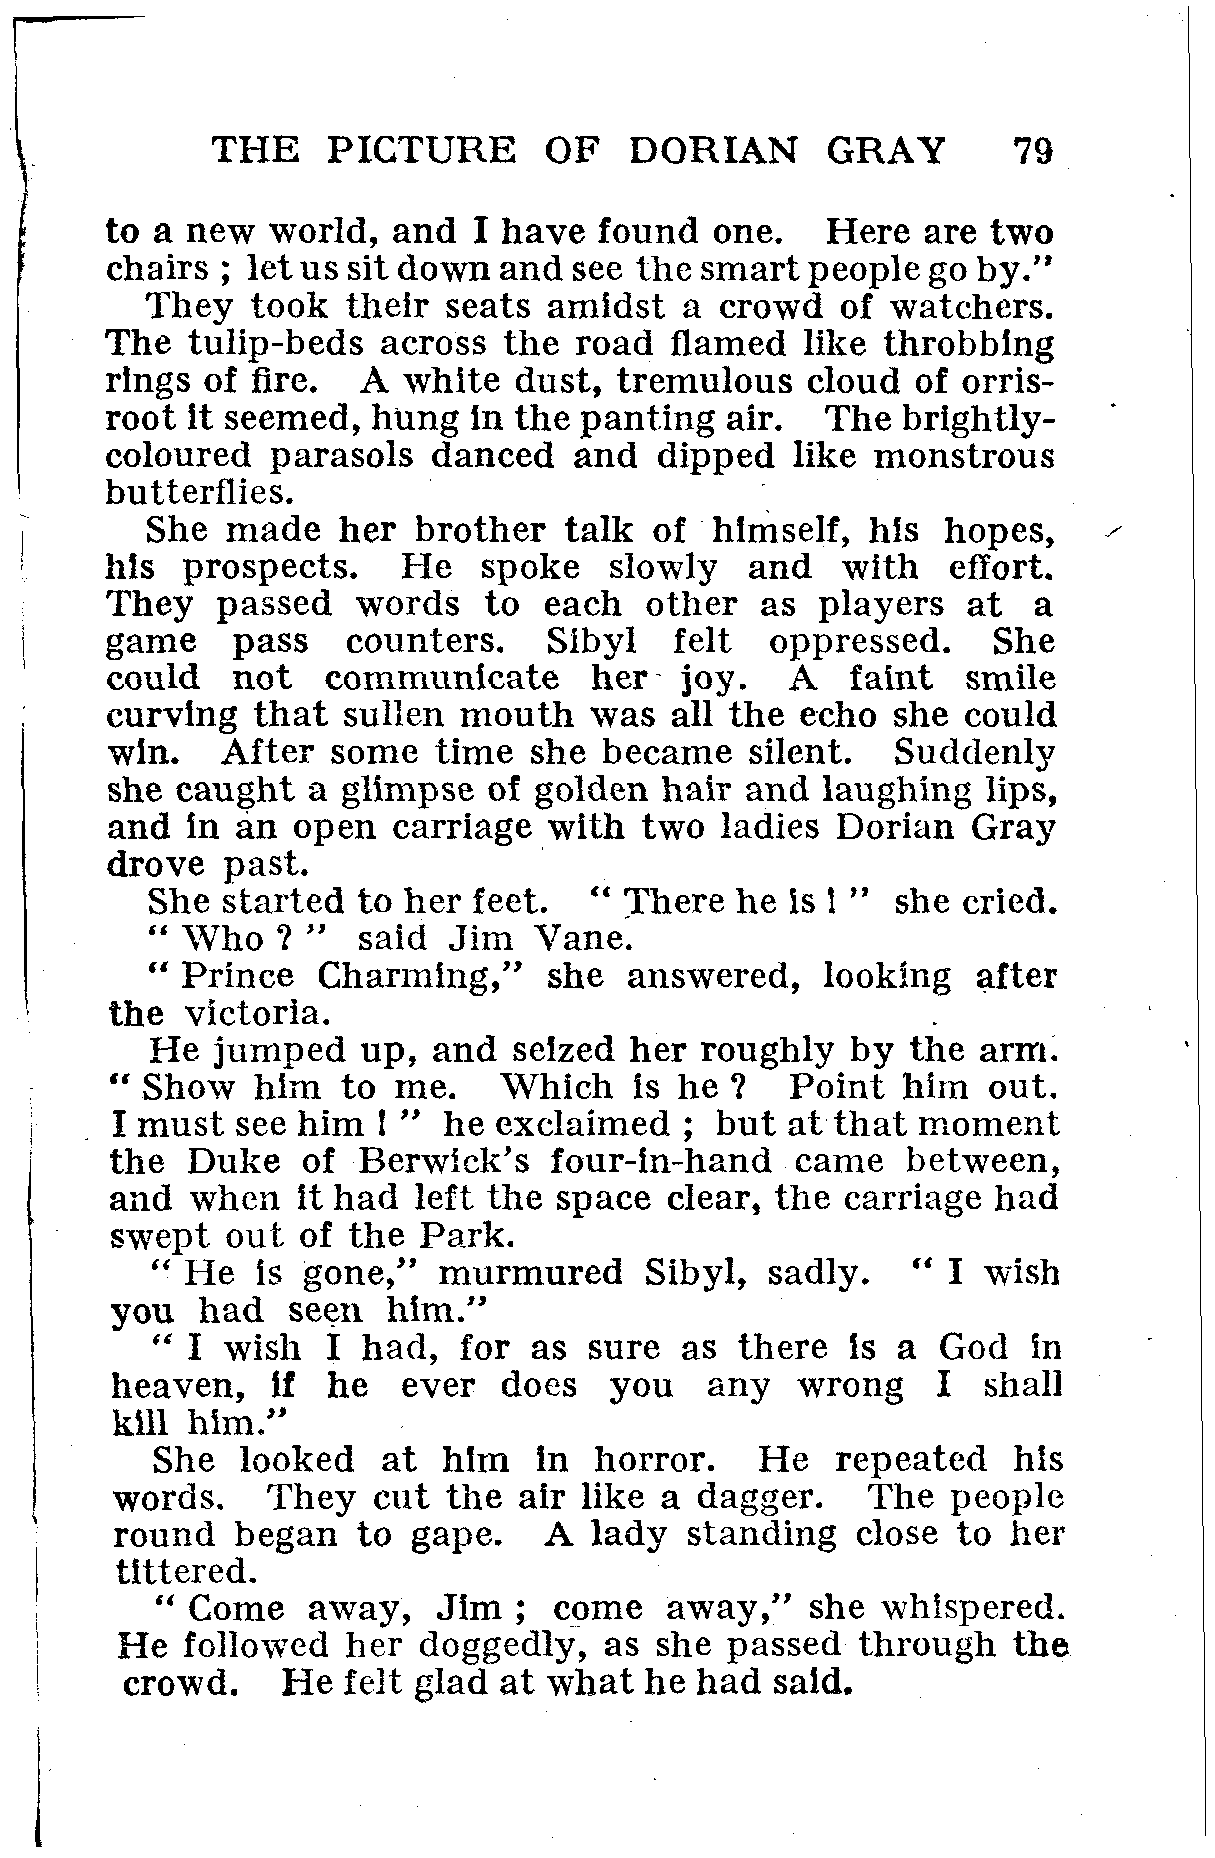 THE PICTURE OF DORIAN GRAY 79
to a new world, and I have found one. Here are two
chairs ; let us sit down and see the smart people go by."
They took their seats amidst a crowd of watchers.
The tulip-beds across the road flamed like throbbing
rings of fire. A white dust, tremulous cloud of orris-
root it seemed, hung in the panting air. The brightly-
coloured parasols danced and dipped like monstrous
butterflies.
She made her brother talk of himself, his hopes,
his prospects. He spoke slowly and with effort.
They passed words to each other as players at a
game pass counters. Sibyl felt oppressed. She
could not communicate her joy. A faint smile
curving that sullen mouth was all the echo she could
win. After some time she became silent. Suddenly
she caught a glimpse of golden hair and laughing lips,
and in an open carriage with two ladies Dorian Gray
drove past.
She started to her feet. " There he is ! " she cried.
" Who ? " said Jim Vane.
" Prince Charming," she answered, looking after
the victoria.
He jumped up, and seized her roughly by the arm.
" Show him to me. Which is he ? Point him out.
I must see him ! " he exclaimed ; but at that moment
the Duke of Berwick's four-in-hand came between,
and when it had left the space clear, the carriage had
swept out of the Park.
" He is gone," murmured Sibyl, sadly. " I wish
you had seen him."
" I wish I had, for as sure as there is a God in
heaven, if he ever does you any wrong I shall
kill him."
She looked at him in horror. He repeated his
words. They cut the air like a dagger. The people
round began to gape. A lady standing close to her
tittered.
" Come away, Jim ; come away," she whispered.
He followed her doggedly, as she passed through the
crowd. He felt glad at what he had said.